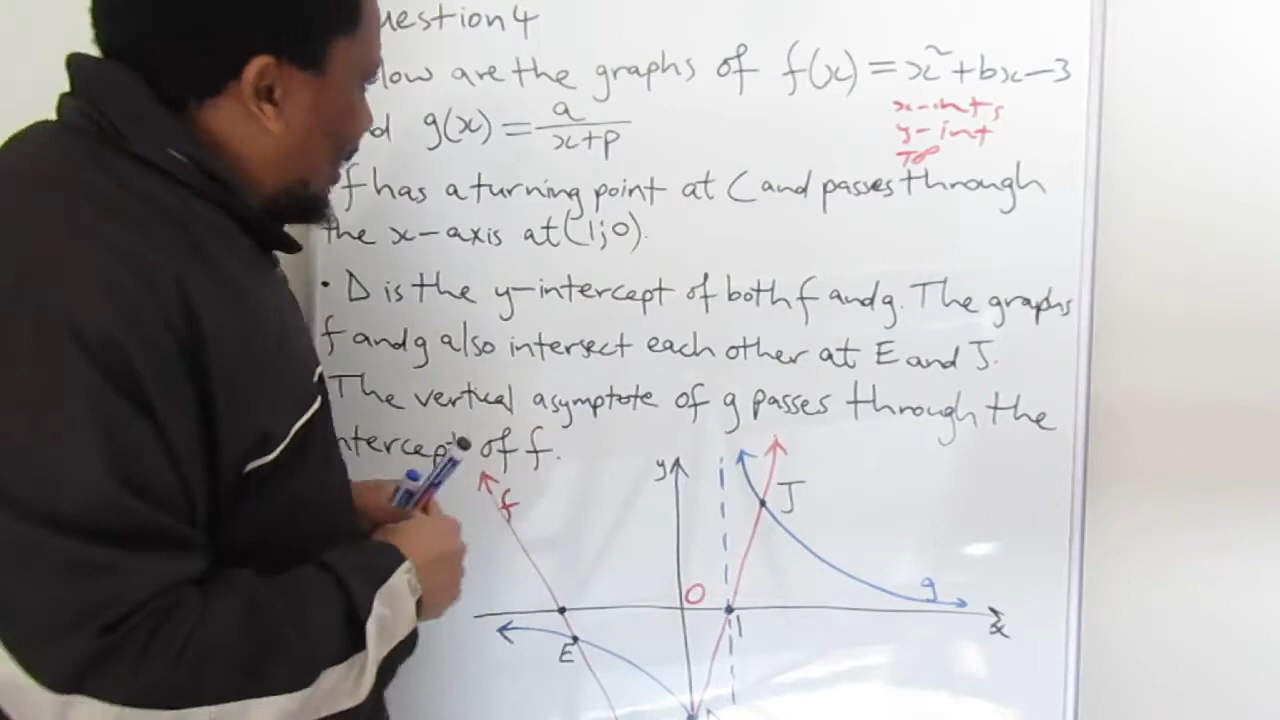 uestion 4
low are the graphs of f(x) = x² + bx - 3
x-ints
y-int
TP
d g(x) = a/(x+p)
f has a turning point at C and passes through
the x-axis at (1;0).
• D is the y-intercept of both f and g. The graphs
f and g also intersect each other at E and J.
The vertical asymptote of g passes through the
intercept of f.
y
J
f
O
g
x
1
E